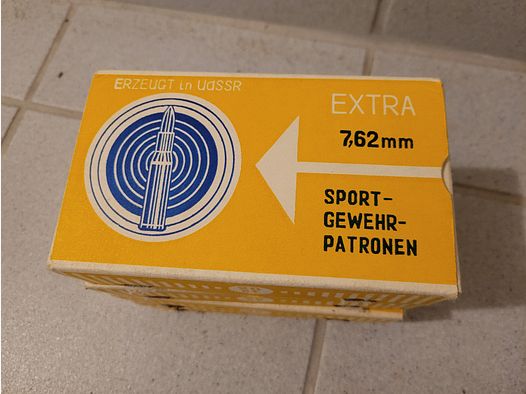 ERZEUGT in UdSSR
EXTRA
7,62mm
SPORT-
GEWEHR-
PATRONEN